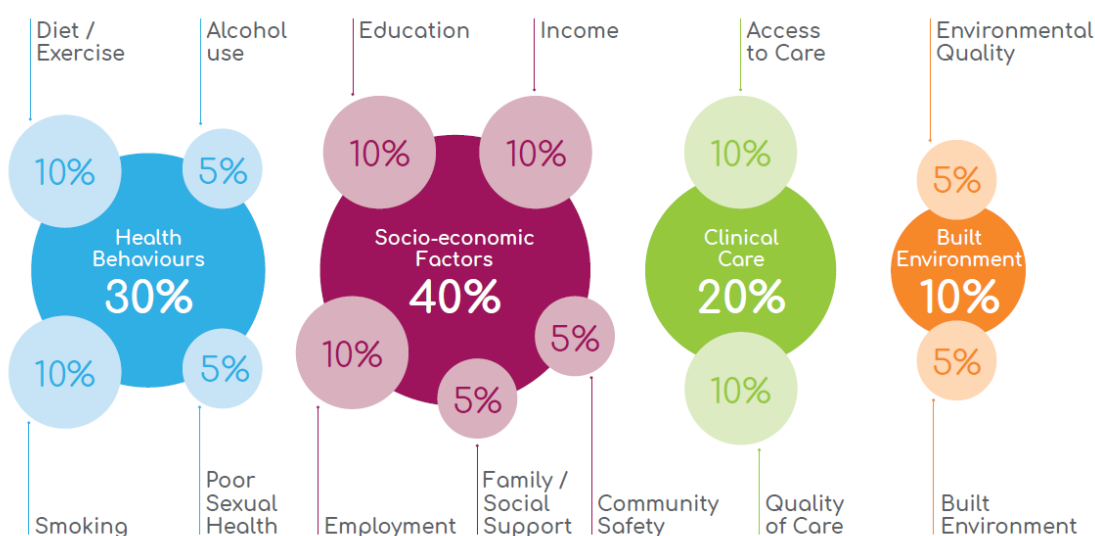 Diet /
Exercise
Alcohol
use
Education
Income
Access
to Care
Environmental
Quality
10%
5%
10%
10%
10%
5%
Health
Behaviours
30%
Socio-economic
Factors
40%
Clinical
Care
20%
Built
Environment
10%
10%
5%
10%
5%
5%
10%
5%
Smoking
Poor
Sexual
Health
Employment
Family /
Social
Support
Community
Safety
Quality
of Care
Built
Environment